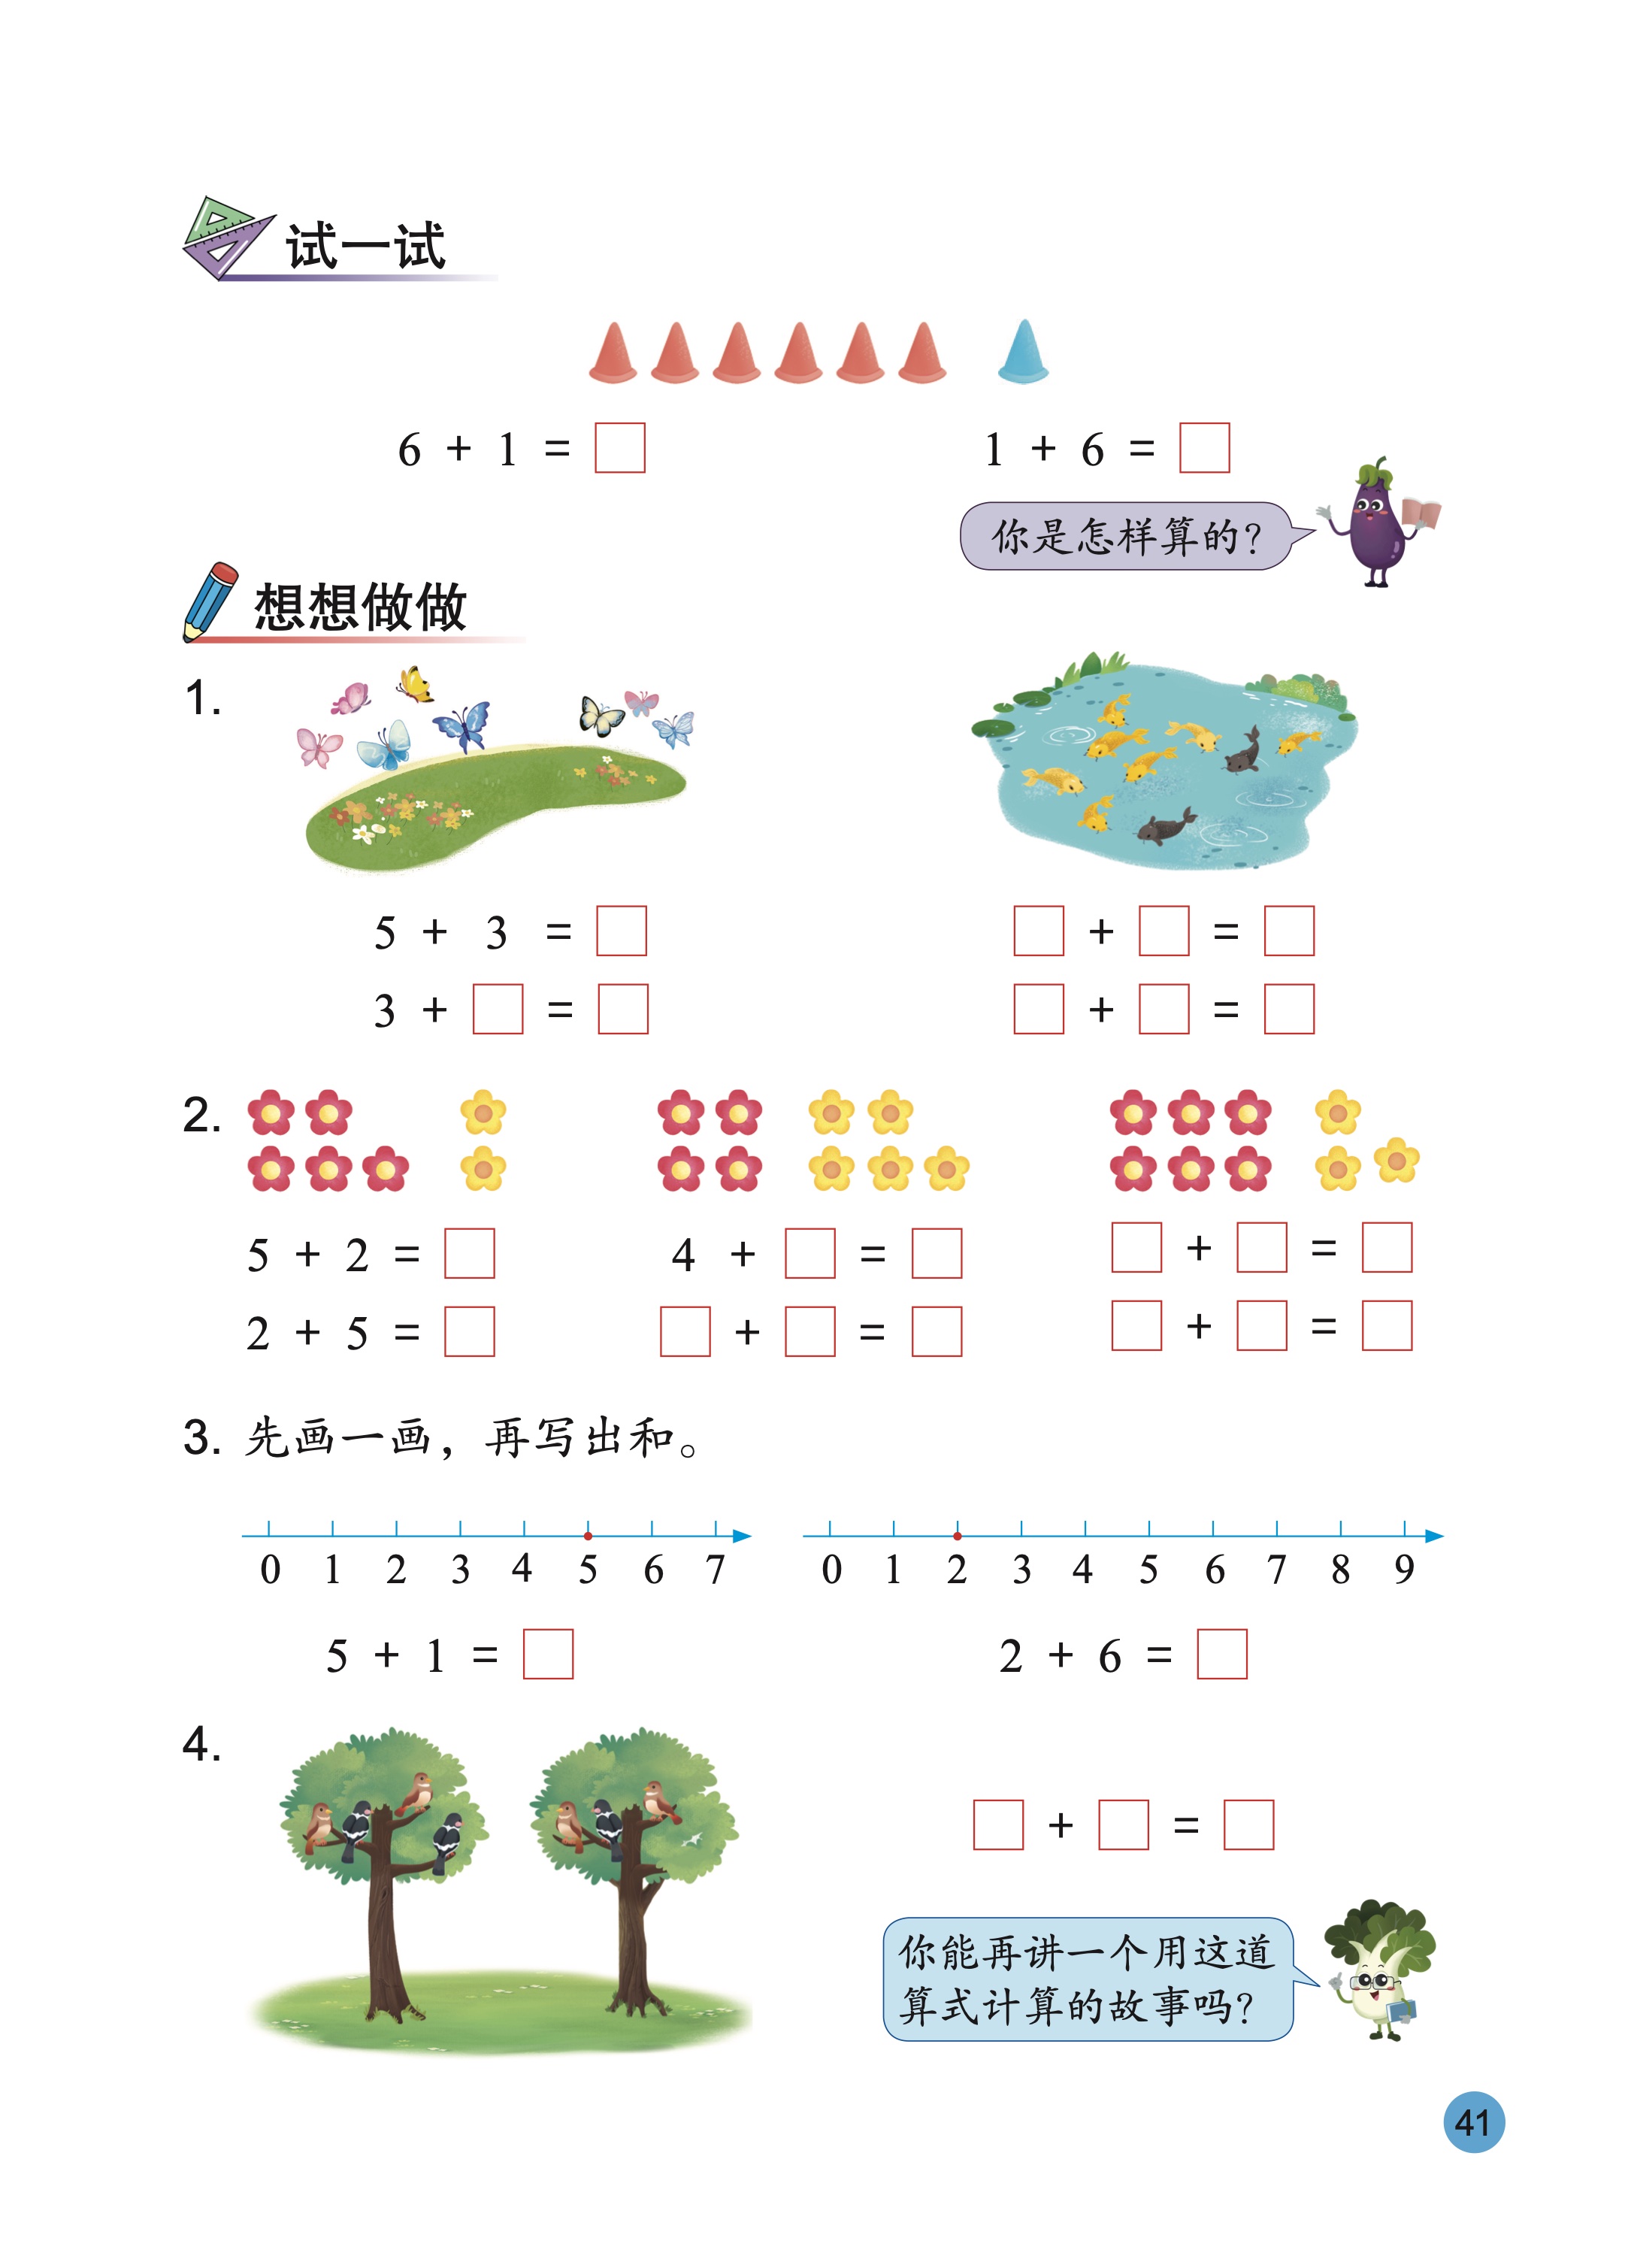 试一试
6 + 1 = □ 1 + 6 = □
你是怎样算的？
想想做做
1.
5 + 3 = □ □ + □ = □
3 + □ = □ □ + □ = □
2.
5 + 2 = □ 4 + □ = □ □ + □ = □
2 + 5 = □ □ + □ = □ □ + □ = □
3. 先画一画，再写出和。
0 1 2 3 4 5 6 7 0 1 2 3 4 5 6 7 8 9
5 + 1 = □ 2 + 6 = □
4.
□ + □ = □
你能再讲一个用这道
算式计算的故事吗？
41